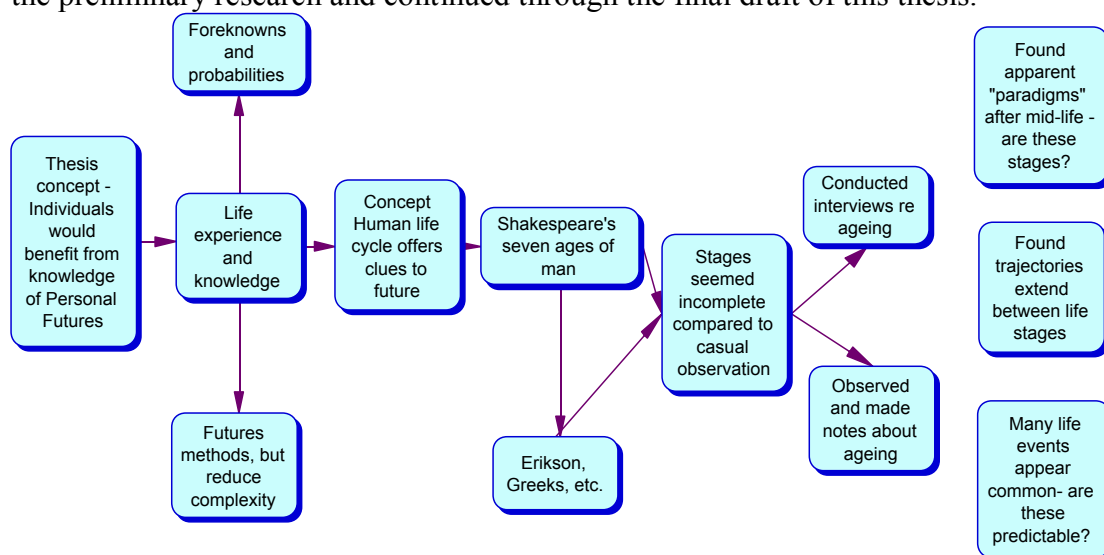 the preliminary research and continued through the final draft of this thesis.
Foreknowns
and
probabilities
Thesis
concept -
Individuals
would
benefit from
knowledge
of Personal
Futures
Life
experience
and
knowledge
Futures
methods, but
reduce
complexity
Concept
Human life
cycle offers
clues to
future
Shakespeare's
seven ages of
man
Erikson,
Greeks, etc.
Stages
seemed
incomplete
compared to
casual
observation
Conducted
interviews re
ageing
Observed
and made
notes about
ageing
Found
apparent
"paradigms"
after mid-life -
are these
stages?
Found
trajectories
extend
between life
stages
Many life
events
appear
common- are
these
predictable?